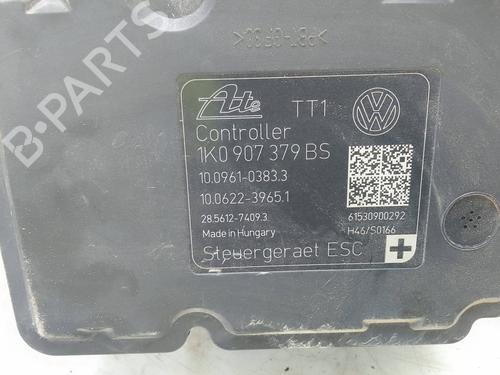 >PBT-GF30<
Ate TT1
Controller
1K0 907 379 BS
10.0961-0383.3
10.0622-3965.1
28.5612-7409.3 61530900292
Made in Hungary H46/S0166
Steuergeraet ESC